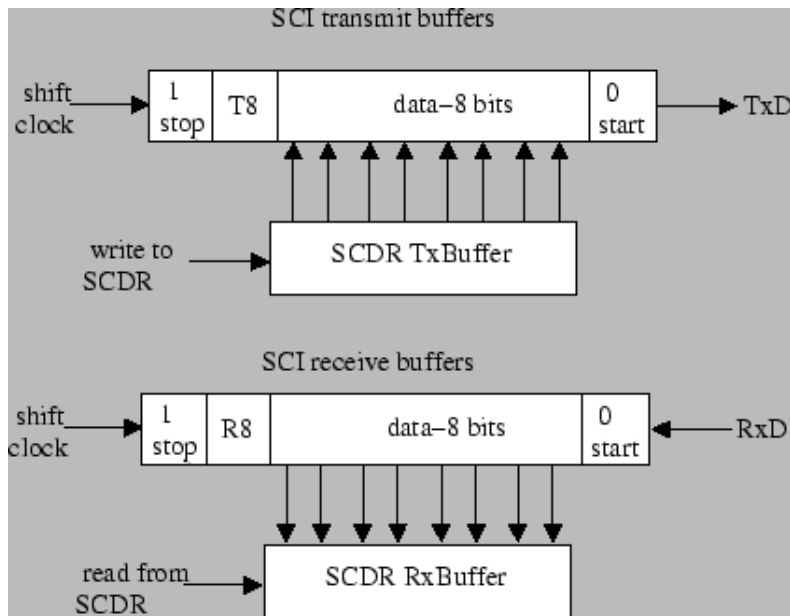 SCI transmit buffers
shift
clock
1
stop
T8
data-8 bits
0
start
TxD
write to
SCDR
SCDR TxBuffer
SCI receive buffers
shift
clock
1
stop
R8
data-8 bits
0
start
RxD
read from
SCDR
SCDR RxBuffer